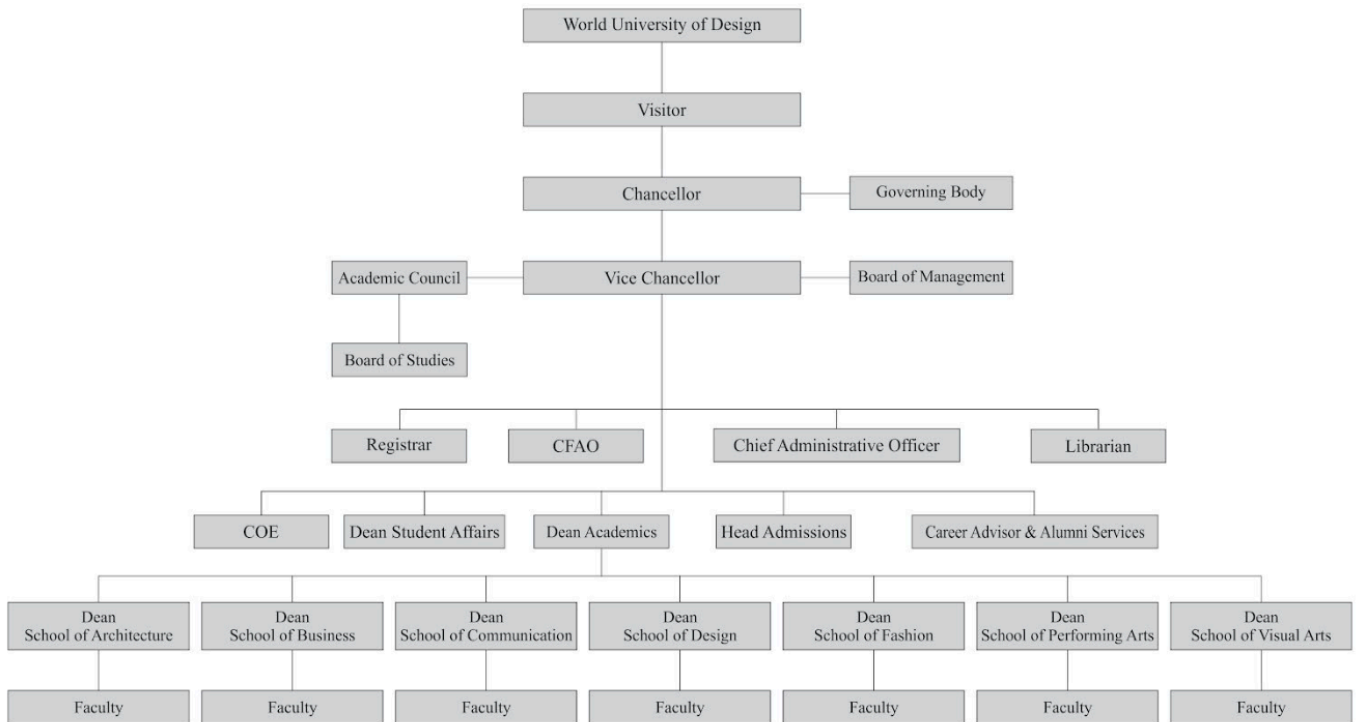 World University of Design
Visitor
Chancellor
Governing Body
Academic Council
Vice Chancellor
Board of Management
Board of Studies
Registrar
CFAO
Chief Administrative Officer
Librarian
COE
Dean Student Affairs
Dean Academics
Head Admissions
Career Advisor & Alumni Services
Dean
School of Architecture
Dean
School of Business
Dean
School of Communication
Dean
School of Design
Dean
School of Fashion
Dean
School of Performing Arts
Dean
School of Visual Arts
Faculty
Faculty
Faculty
Faculty
Faculty
Faculty
Faculty